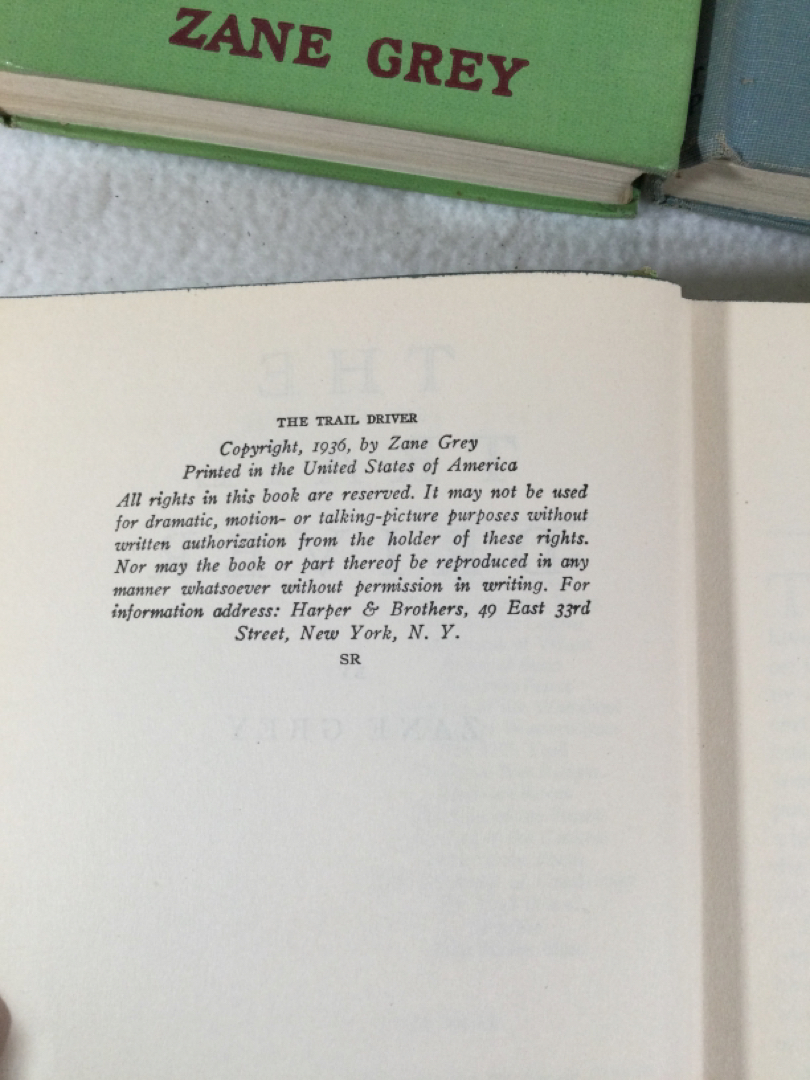 ZANE GREY
THE TRAIL DRIVER
Copyright, 1936, by Zane Grey
Printed in the United States of America
All rights in this book are reserved. It may not be used
for dramatic, motion- or talking-picture purposes without
written authorization from the holder of these rights.
Nor may the book or part thereof be reproduced in any
manner whatsoever without permission in writing. For
information address: Harper & Brothers, 49 East 33rd
Street, New York, N. Y.
SR